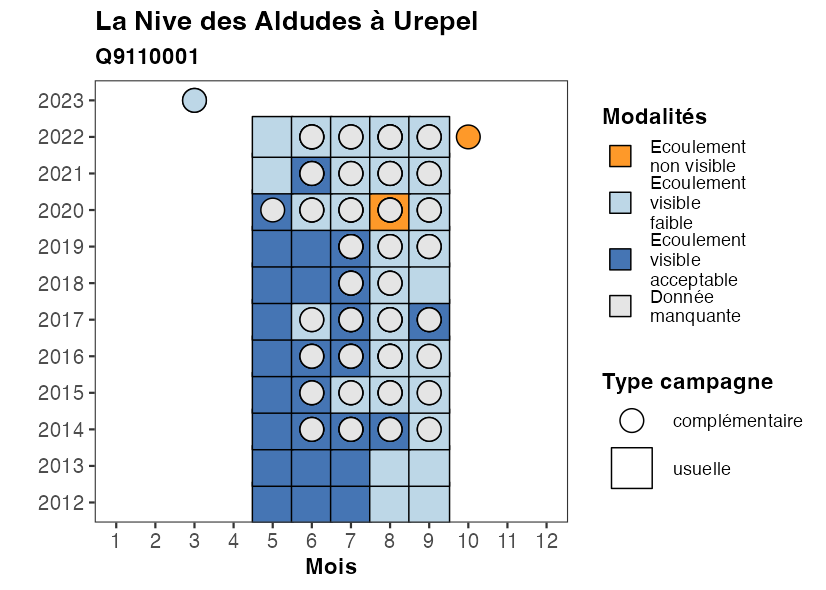 La Nive des Aldudes à Urepel
Q9110001
2023
2022
2021
2020
2019
2018
2017
2016
2015
2014
2013
2012
1 2 3 4 5 6 7 8 9 10 11 12
Mois
Modalités
Ecoulement
non visible
Ecoulement
visible
faible
Ecoulement
visible
acceptable
Donnée
manquante
Type campagne
complémentaire
usuelle